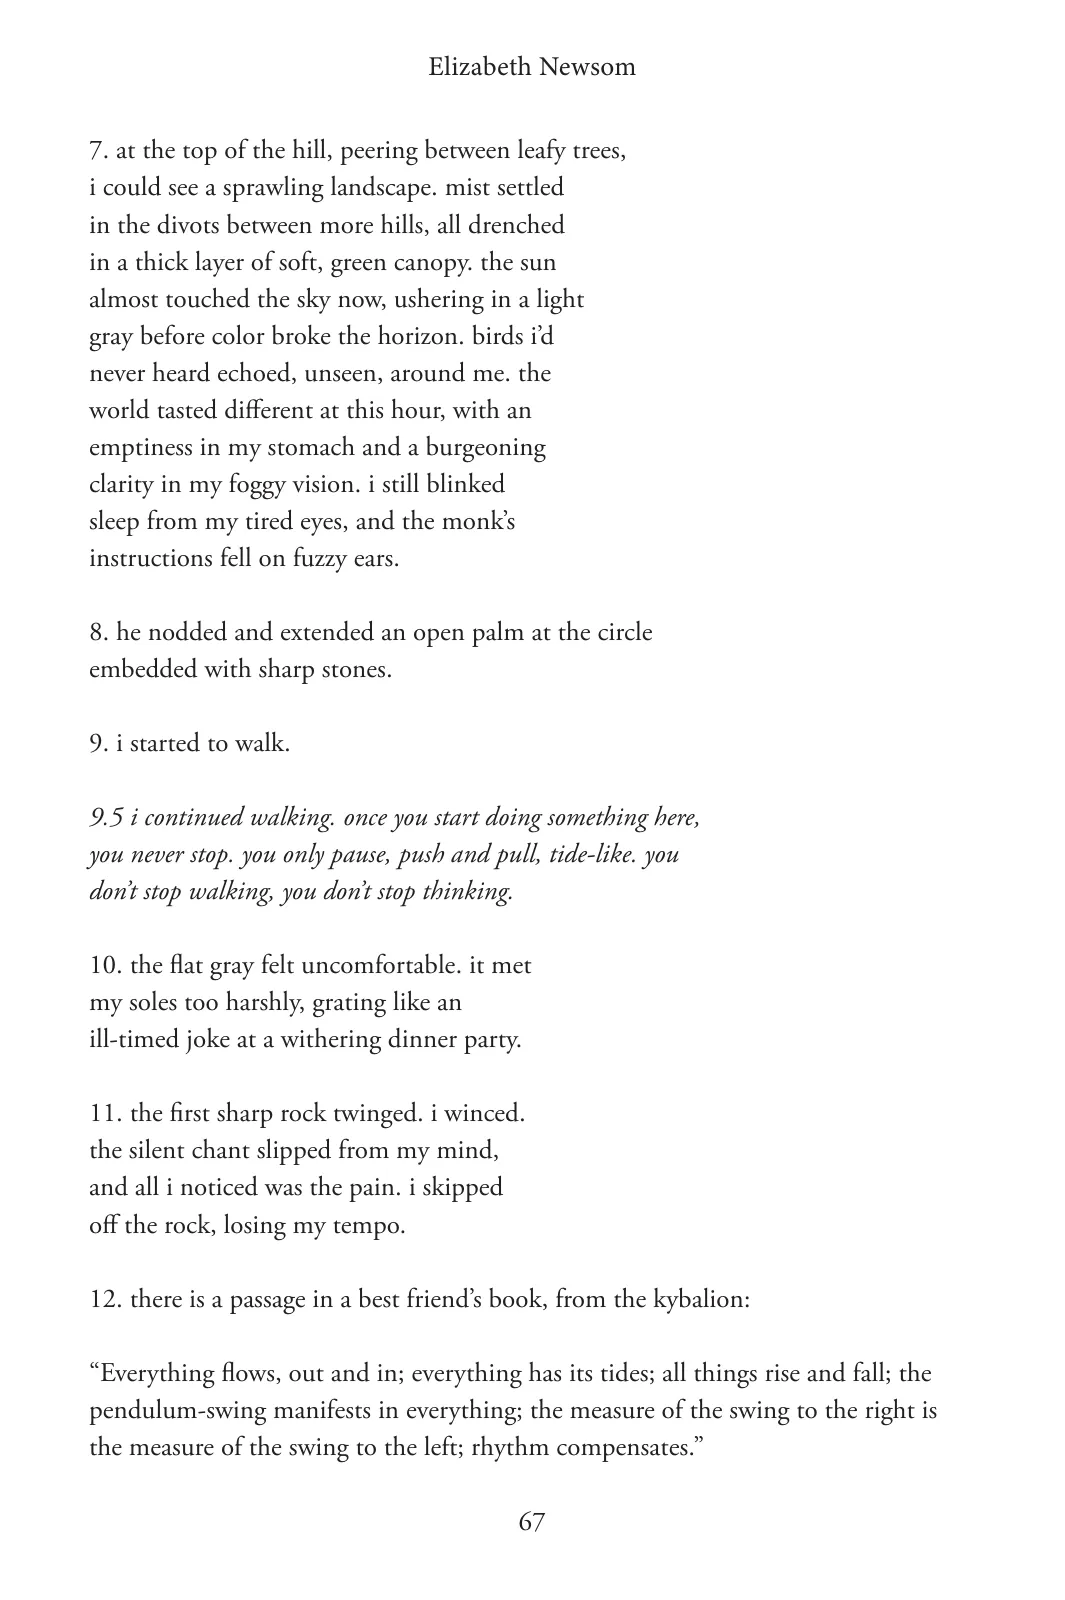 Elizabeth Newsom
7. at the top of the hill, peering between leafy trees,
i could see a sprawling landscape. mist settled
in the divots between more hills, all drenched
in a thick layer of soft, green canopy. the sun
almost touched the sky now, ushering in a light
gray before color broke the horizon. birds i’d
never heard echoed, unseen, around me. the
world tasted different at this hour, with an
emptiness in my stomach and a burgeoning
clarity in my foggy vision. i still blinked
sleep from my tired eyes, and the monk’s
instructions fell on fuzzy ears.
8. he nodded and extended an open palm at the circle
embedded with sharp stones.
9. i started to walk.
9.5 i continued walking. once you start doing something here,
you never stop. you only pause, push and pull, tide-like. you
don’t stop walking, you don’t stop thinking.
10. the flat gray felt uncomfortable. it met
my soles too harshly, grating like an
ill-timed joke at a withering dinner party.
11. the first sharp rock twinged. i winced.
the silent chant slipped from my mind,
and all i noticed was the pain. i skipped
off the rock, losing my tempo.
12. there is a passage in a best friend’s book, from the kybalion:
“Everything flows, out and in; everything has its tides; all things rise and fall; the
pendulum-swing manifests in everything; the measure of the swing to the right is
the measure of the swing to the left; rhythm compensates.”
67